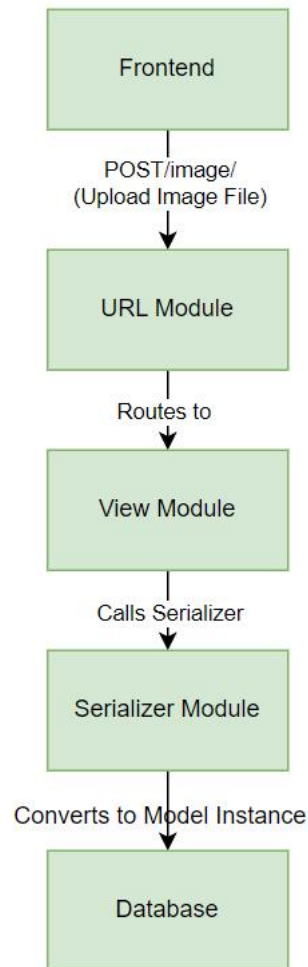 Frontend
POST/image/
(Upload Image File)
URL Module
Routes to
View Module
Calls Serializer
Serializer Module
Converts to Model Instance
Database